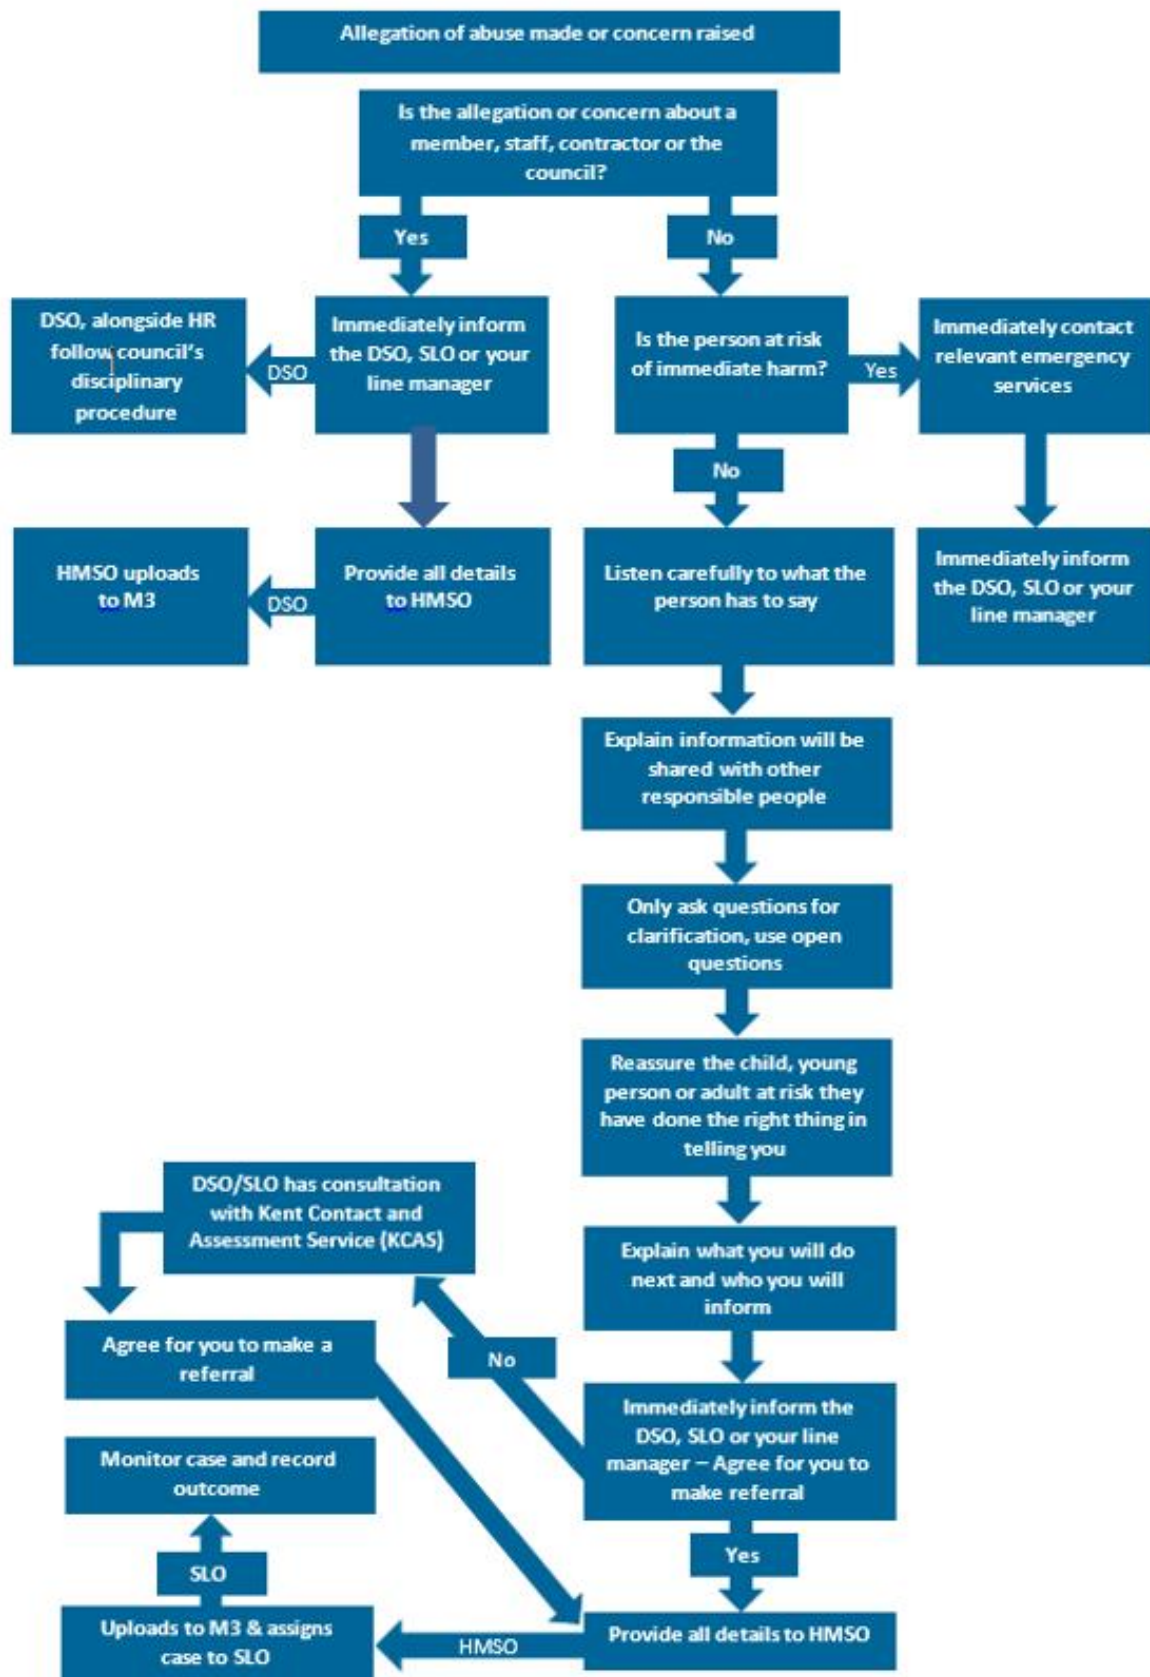 Allegation of abuse made or concern raised
Is the allegation or concern about a
member, staff, contractor or the
council?
Yes
No
DSO, alongside HR
follow council's
disciplinary
procedure
DSO
Immediately inform
the DSO, SLO or your
line manager
Is the person at risk
of immediate harm?
Yes
Immediately contact
relevant emergency
services
No
HMSO uploads
to M3
DSO
Provide all details
to HMSO
Listen carefully to what the
person has to say
Immediately inform
the DSO, SLO or your
line manager
Explain information will be
shared with other
responsible people
Only ask questions for
clarification, use open
questions
Reassure the child, young
person or adult at risk they
have done the right thing in
telling you
DSO/SLO has consultation
with Kent Contact and
Assessment Service (KCAS)
Explain what you will do
next and who you will
inform
Agree for you to make a
referral
No
Immediately inform the
DSO, SLO or your line
manager – Agree for you to
make referral
Monitor case and record
outcome
Yes
SLO
Uploads to M3 & assigns
case to SLO
HMSO
Provide all details to HMSO